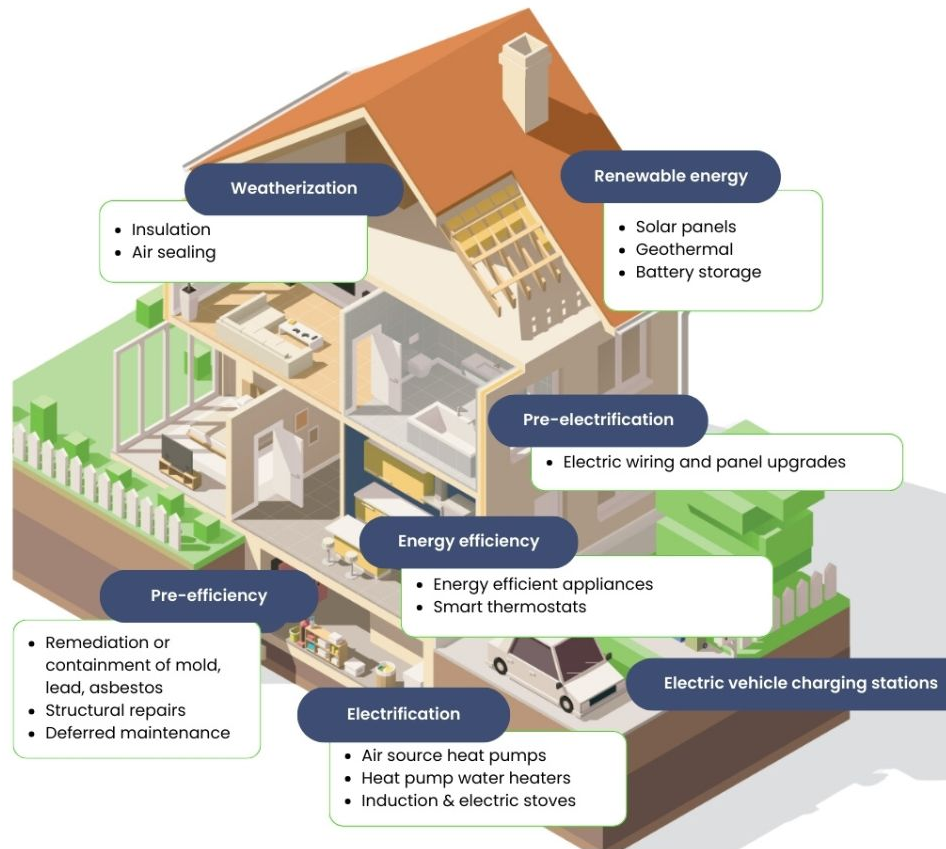 Weatherization
• Insulation
• Air sealing
Renewable energy
• Solar panels
• Geothermal
• Battery storage
Pre-electrification
• Electric wiring and panel upgrades
Energy efficiency
• Energy efficient appliances
• Smart thermostats
Pre-efficiency
• Remediation or
containment of mold,
lead, asbestos
• Structural repairs
• Deferred maintenance
Electric vehicle charging stations
Electrification
• Air source heat pumps
• Heat pump water heaters
• Induction & electric stoves